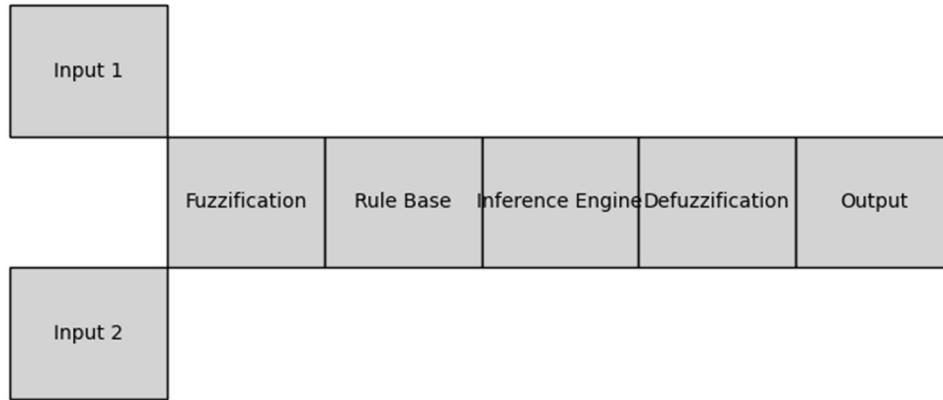 Input 1
Fuzzification
Rule Base
Inference Engine
Defuzzification
Output
Input 2